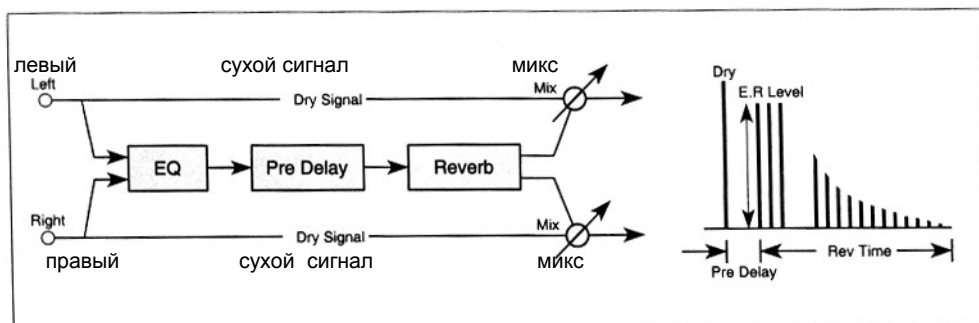 левый сухой сигнал микс
Left Dry Signal Mix
EQ Pre Delay Reverb
Right Dry Signal Mix
правый сухой сигнал микс
Dry
E.R Level
Rev Time
Pre Delay